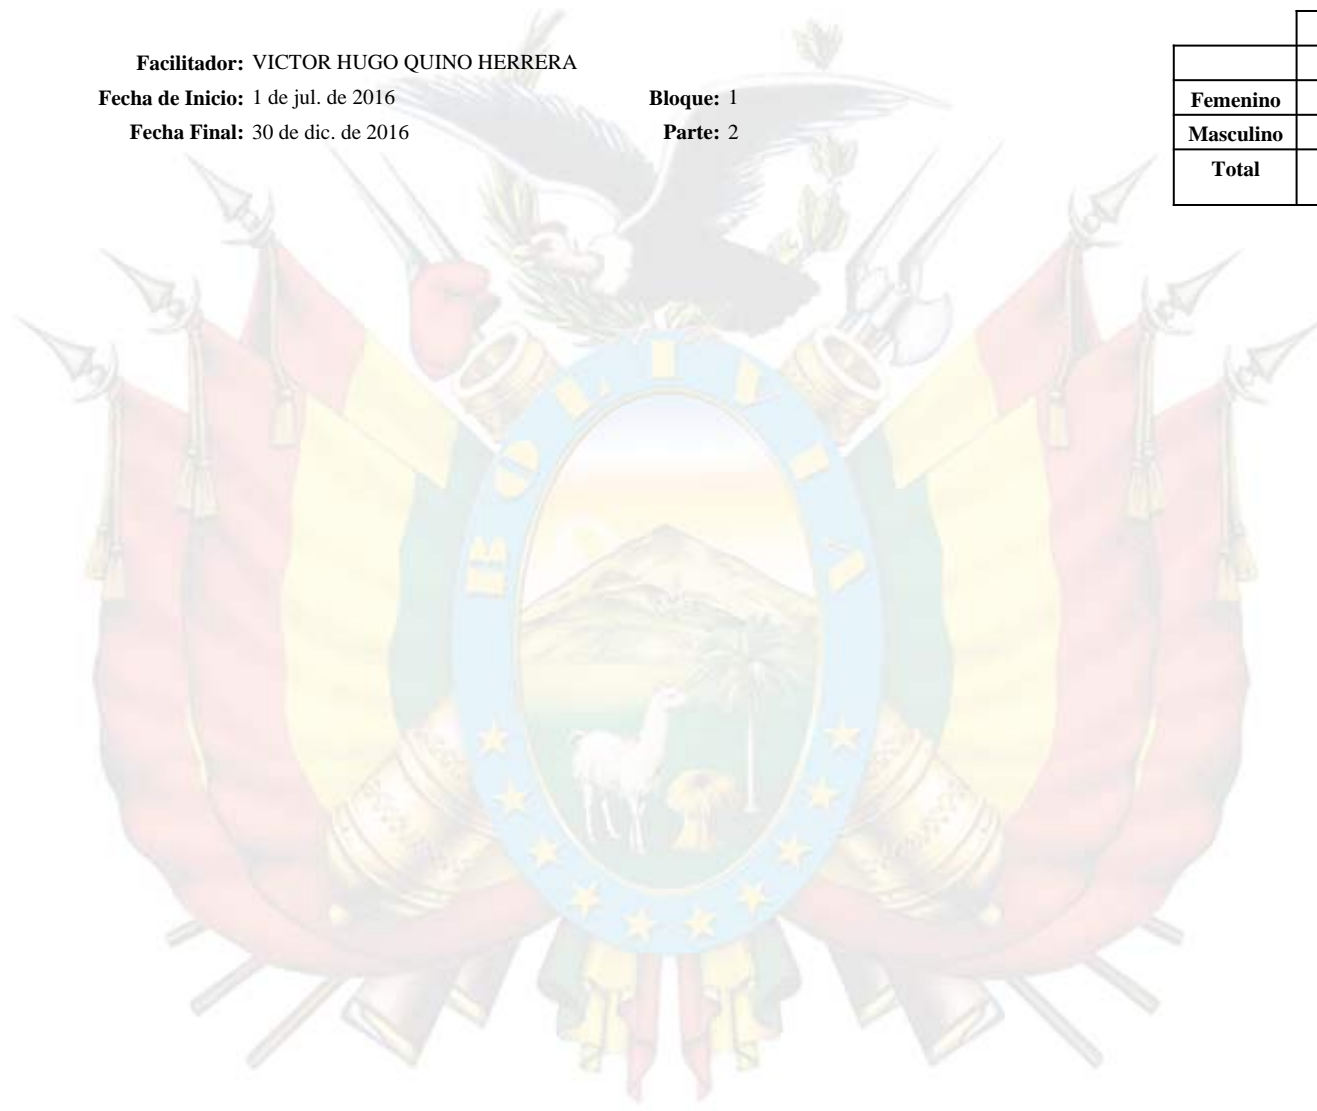 Facilitador: VICTOR HUGO QUINO HERRERA
Fecha de Inicio: 1 de jul. de 2016 Bloque: 1
Fecha Final: 30 de dic. de 2016 Parte: 2
Femenino
Masculino
Total
BOLIVIA